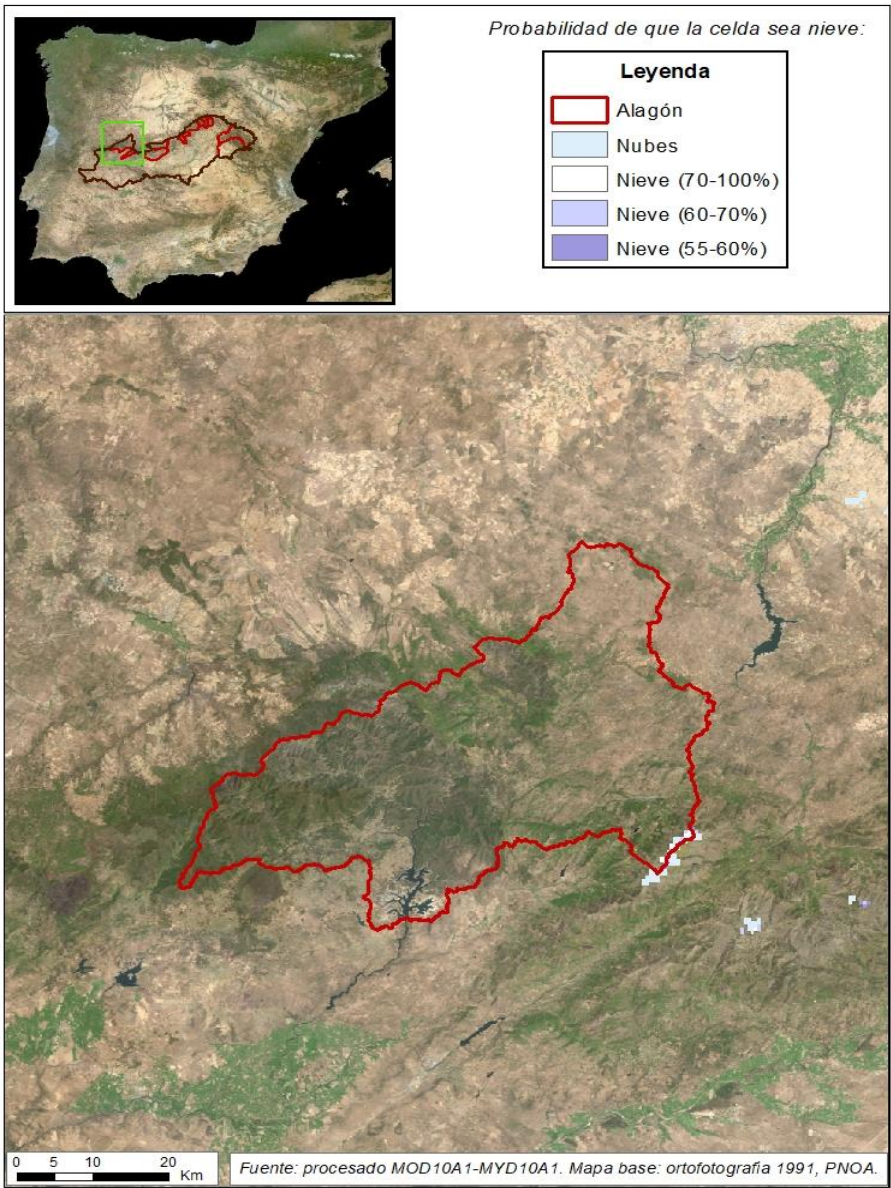 Probabilidad de que la celda sea nieve:
Leyenda
Alagón
Nubes
Nieve (70-100%)
Nieve (60-70%)
Nieve (55-60%)
0 5 10 20
Km
Fuente: procesado MOD10A1-MYD10A1. Mapa base: ortofotografía 1991, PNOA.